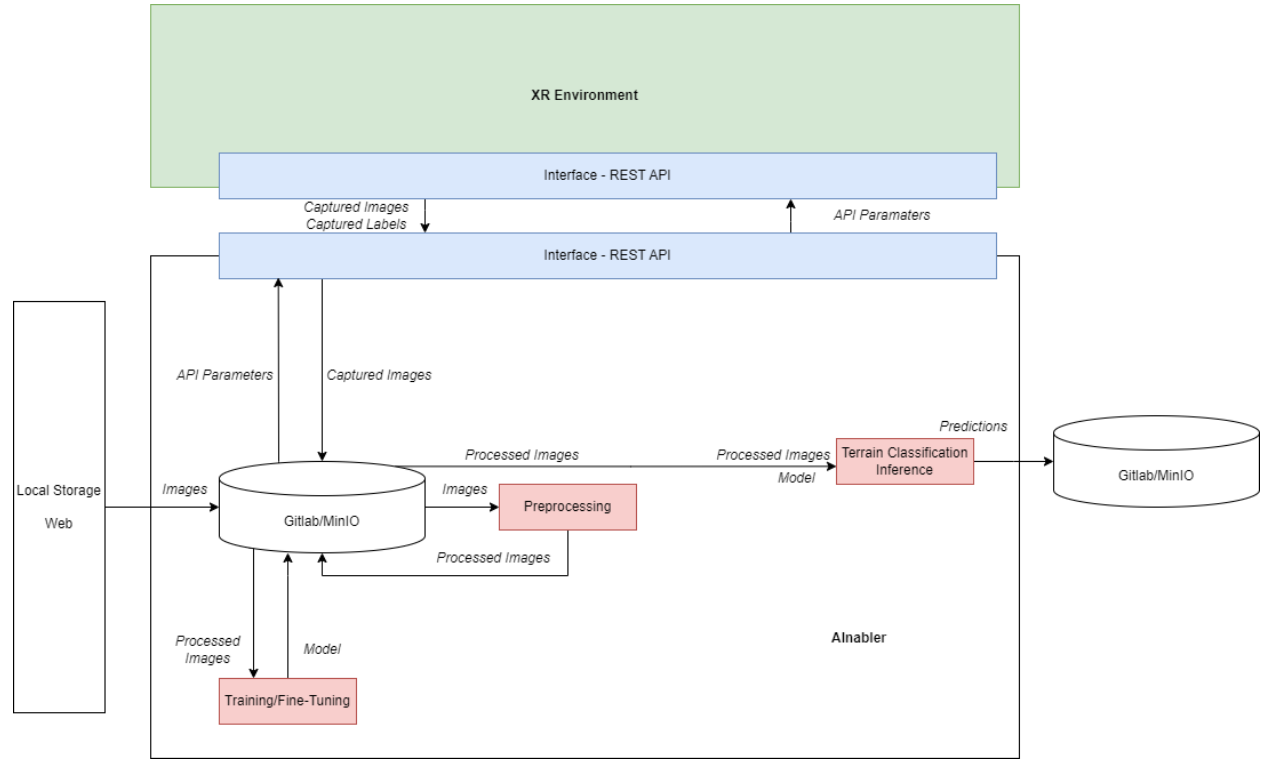 XR Environment
Interface - REST API
Captured Images
Captured Labels
API Paramaters
Interface - REST API
API Parameters
Captured Images
Local Storage
Web
Images
Gitlab/MinIO
Processed Images
Images
Preprocessing
Processed Images
Processed Images
Model
Terrain Classification
Inference
Predictions
Gitlab/MinIO
Processed
Images
Model
Training/Fine-Tuning
AInabler